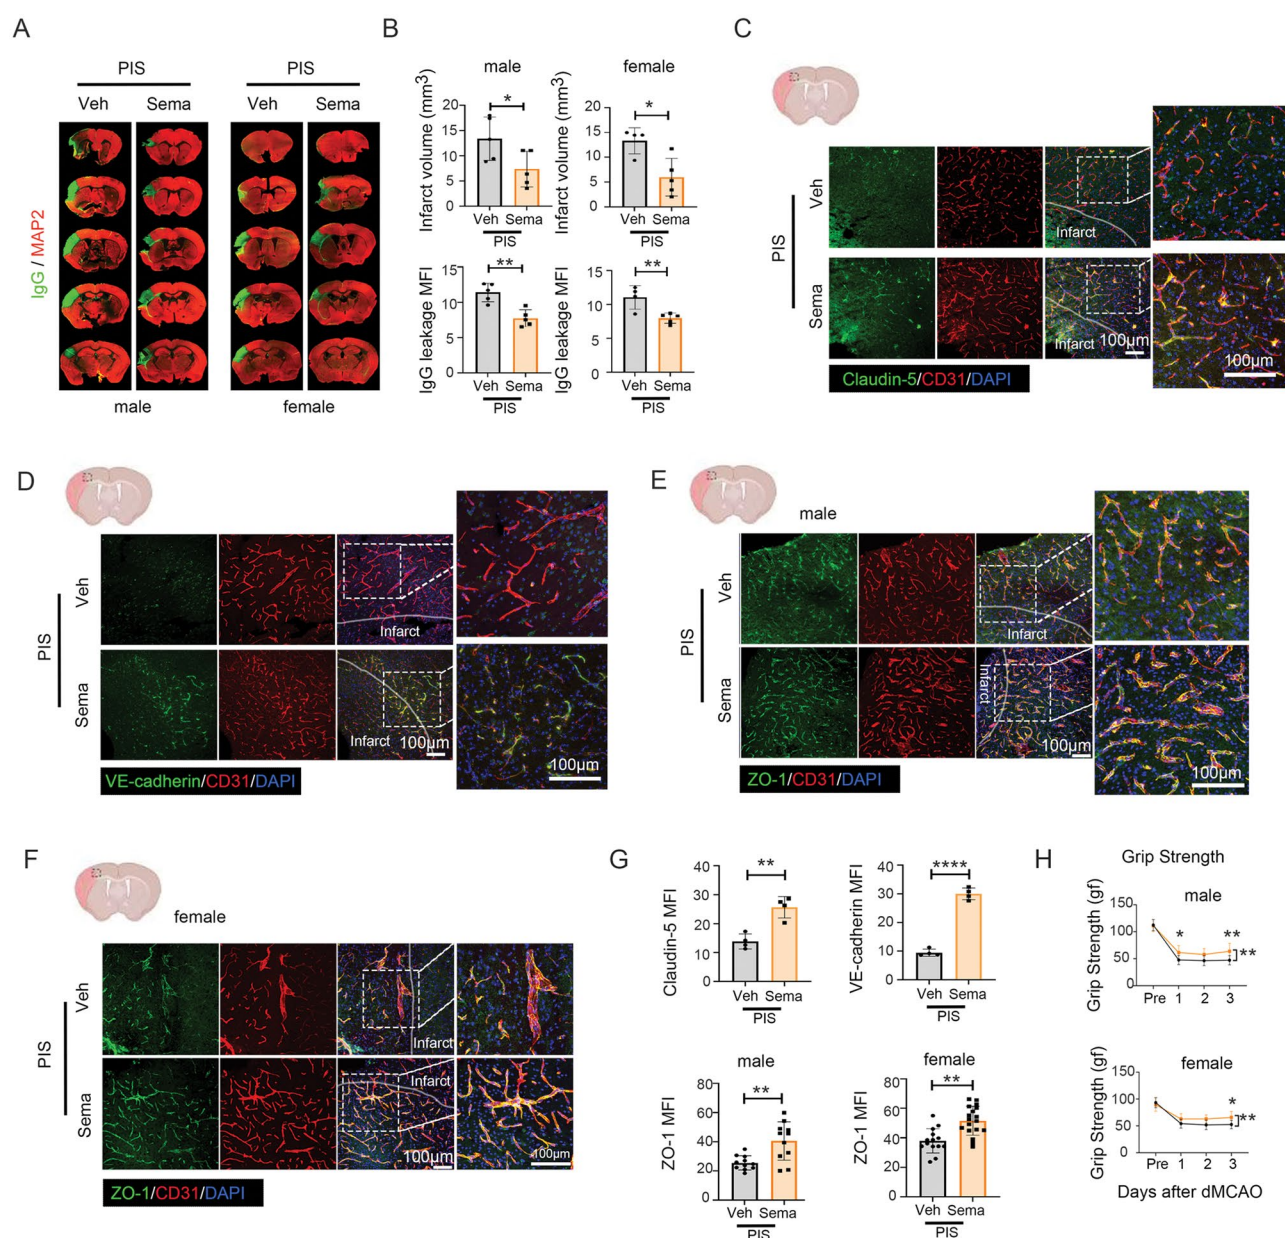 A
PIS
PIS
Veh
Sema
Veh
Sema
IgG / MAP2
male
female
B
male
female
Infarct volume (mm3)
20
15
10
5
0
*
Veh Sema
PIS
Infarct volume (mm3)
20
15
10
5
0
*
Veh Sema
PIS
IgG leakage MFI
15
10
5
0
**
Veh Sema
PIS
IgG leakage MFI
15
10
5
0
**
Veh Sema
PIS
C
PIS
Veh
Sema
Infarct
Infarct
100μm
100μm
Claudin-5/CD31/DAPI
D
PIS
Veh
Sema
Infarct
Infarct
100μm
100μm
VE-cadherin/CD31/DAPI
E
male
PIS
Veh
Sema
Infarct
Infarct
100μm
100μm
ZO-1/CD31/DAPI
F
female
PIS
Veh
Sema
Infarct
Infarct
100μm
100μm
ZO-1/CD31/DAPI
G
Claudin-5 MFI
40
30
20
10
0
**
Veh Sema
PIS
VE-cadherin MFI
40
30
20
10
0
****
Veh Sema
PIS
male
ZO-1 MFI
80
60
40
20
0
**
Veh Sema
PIS
female
ZO-1 MFI
80
60
40
20
0
**
Veh Sema
PIS
H
Grip Strength
male
Grip Strength (gf)
150
100
50
0
*
**
**
Pre 1 2 3
female
Grip Strength (gf)
150
100
50
0
*
**
Pre 1 2 3
Days after dMCAO